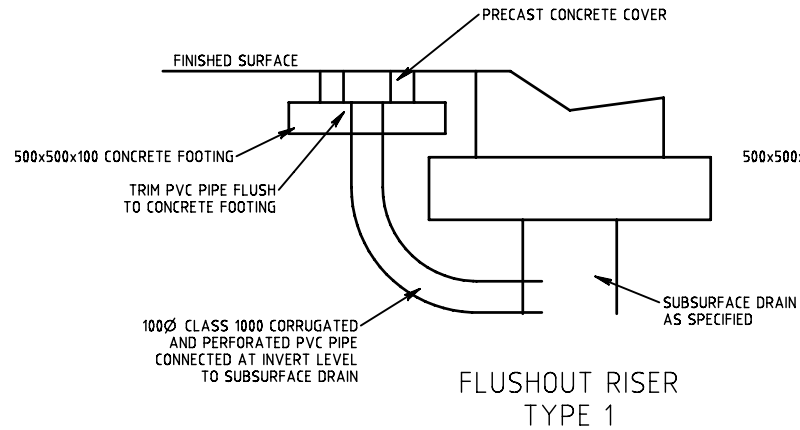 PRECAST CONCRETE COVER
FINISHED SURFACE
500x500x100 CONCRETE FOOTING
500x500x
TRIM PVC PIPE FLUSH
TO CONCRETE FOOTING
100Ø CLASS 1000 CORRUGATED
AND PERFORATED PVC PIPE
CONNECTED AT INVERT LEVEL
TO SUBSURFACE DRAIN
SUBSURFACE DRAIN
AS SPECIFIED
FLUSHOUT RISER
TYPE 1